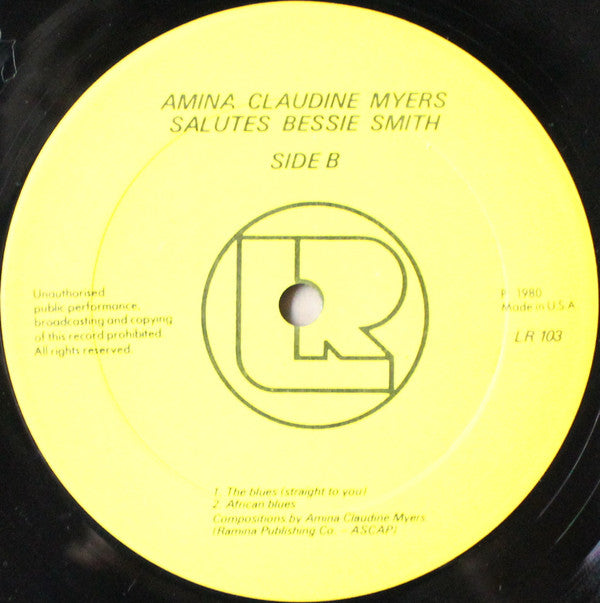 AMINA CLAUDINE MYERS
SALUTES BESSIE SMITH
SIDE B
Unauthorised
public performance,
broadcasting and copying
of this record prohibited.
All rights reserved.
LR
P 1980
Made in U.S.A
LR 103
1. The blues (straight to you)
2. African blues
Compositions by Amina Claudine Myers
(Ramina Publishing Co. - ASCAP)